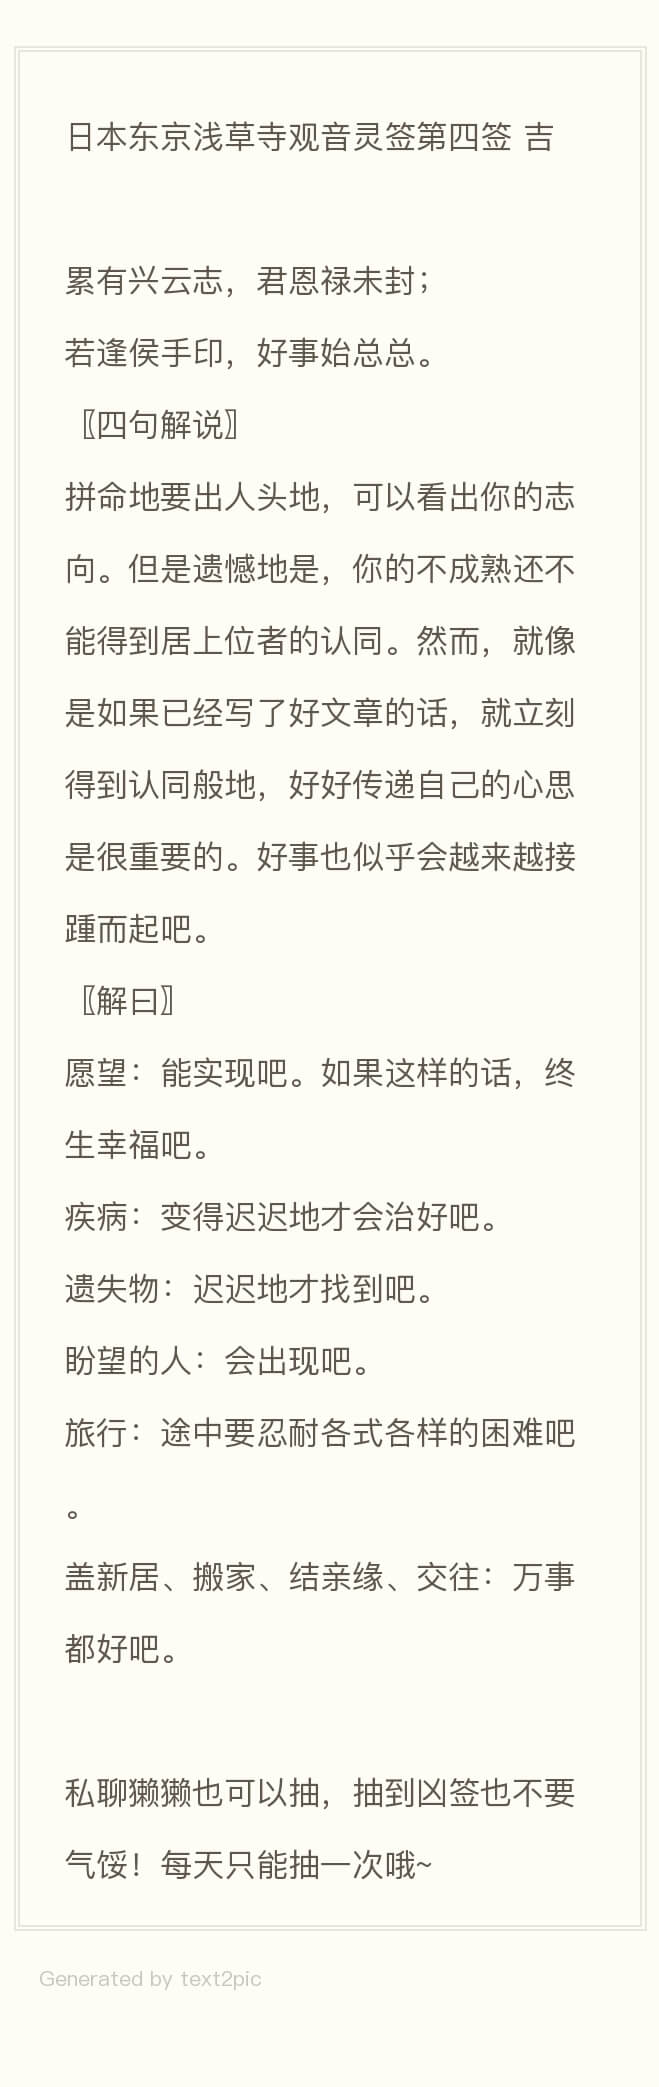 日本东京浅草寺观音灵签第四签 吉
累有兴云志，君恩禄未封；
若逢侯手印，好事始总总。
〖四句解说〗
拼命地要出人头地，可以看出你的志
向。但是遗憾地是，你的不成熟还不
能得到居上位者的认同。然而，就像
是如果已经写了好文章的话，就立刻
得到认同般地，好好传递自己的心思
是很重要的。好事也似乎会越来越接
踵而起吧。
〖解曰〗
愿望：能实现吧。如果这样的话，终
生幸福吧。
疾病：变得迟迟地才会治好吧。
遗失物：迟迟地才找到吧。
盼望的人：会出现吧。
旅行：途中要忍耐各式各样的困难吧
。
盖新居、搬家、结亲缘、交往：万事
都好吧。
私聊獭獭也可以抽，抽到凶签也不要
气馁！每天只能抽一次哦~
Generated by text2pic